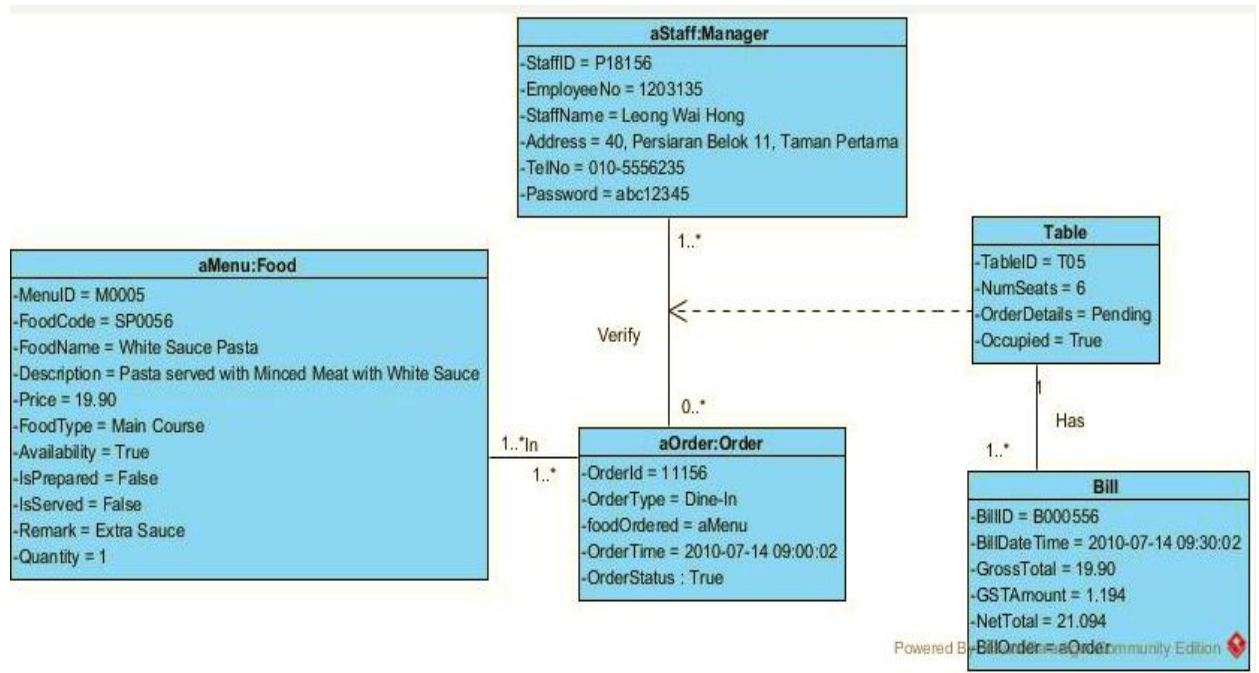 aStaff:Manager
-StaffID = P18156
-EmployeeNo = 1203135
-StaffName = Leong Wai Hong
-Address = 40, Persiaran Belok 11, Taman Pertama
-TelNo = 010-5556235
-Password = abc12345
1..*
Verify
0..*
Table
-TableID = T05
-NumSeats = 6
-OrderDetails = Pending
-Occupied = True
1
Has
1..*
aMenu:Food
-MenuID = M0005
-FoodCode = SP0056
-FoodName = White Sauce Pasta
-Description = Pasta served with Minced Meat with White Sauce
-Price = 19.90
-FoodType = Main Course
-Availability = True
-IsPrepared = False
-IsServed = False
-Remark = Extra Sauce
-Quantity = 1
1..*In
1..*
aOrder:Order
-OrderId = 11156
-OrderType = Dine-In
-foodOrdered = aMenu
-OrderTime = 2010-07-14 09:00:02
-OrderStatus : True
Bill
-BillID = B000556
-BillDateTime = 2010-07-14 09:30:02
-GrossTotal = 19.90
-GSTAmount = 1.194
-NetTotal = 21.094
-BillOrder = aOrder
Powered Community Edition